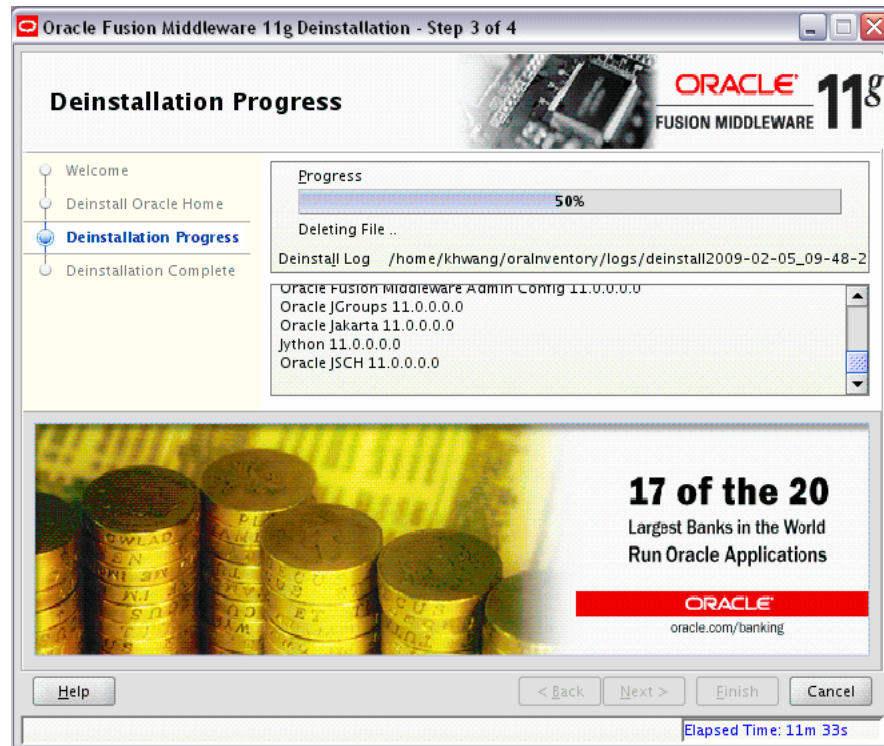 Oracle Fusion Middleware 11g Deinstallation - Step 3 of 4
Deinstallation Progress
ORACLE
FUSION MIDDLEWARE
11g
Welcome
Deinstall Oracle Home
Deinstallation Progress
Deinstallation Complete
Progress
50%
Deleting File ..
Deinstall Log /home/khwang/oraInventory/logs/deinstall2009-02-05_09-48-2
Oracle Fusion Middleware Admin Config 11.0.0.0.0
Oracle JGroups 11.0.0.0.0
Oracle Jakarta 11.0.0.0.0
Jython 11.0.0.0.0
Oracle JSCH 11.0.0.0.0
17 of the 20
Largest Banks in the World
Run Oracle Applications
ORACLE
oracle.com/banking
Help
< Back
Next >
Finish
Cancel
Elapsed Time: 11m 33s